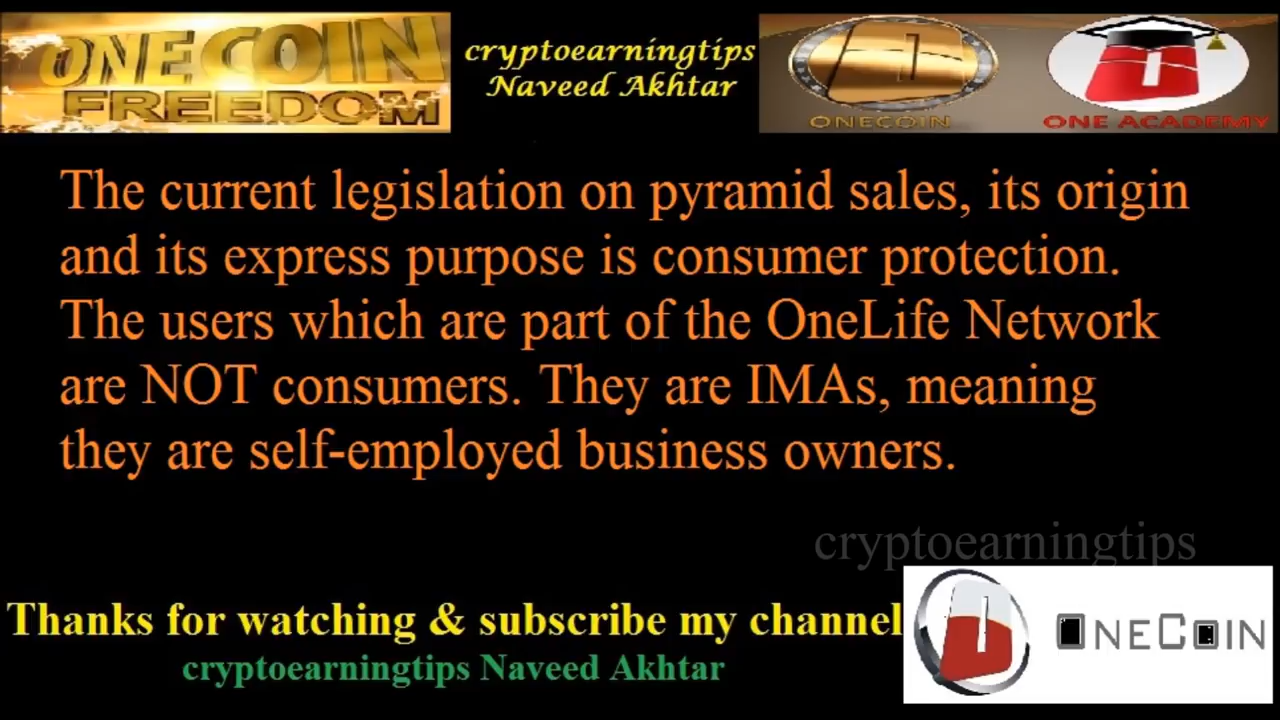 ONECOIN
FREEDOM
cryptoearningtips
Naveed Akhtar
ONECOIN
ONE ACADEMY
The current legislation on pyramid sales, its origin
and its express purpose is consumer protection.
The users which are part of the OneLife Network
are NOT consumers. They are IMAs, meaning
they are self-employed business owners.
cryptoearningtips
Thanks for watching & subscribe my channel
cryptoearningtips Naveed Akhtar
ONECOIN